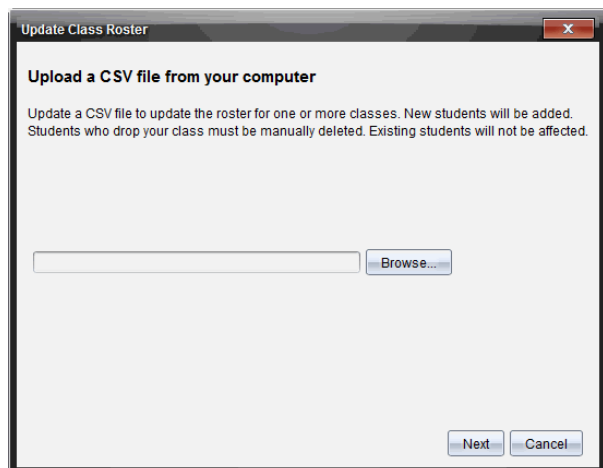 Update Class Roster
X
Upload a CSV file from your computer
Update a CSV file to update the roster for one or more classes. New students will be added.
Students who drop your class must be manually deleted. Existing students will not be affected.
Browse...
Next Cancel